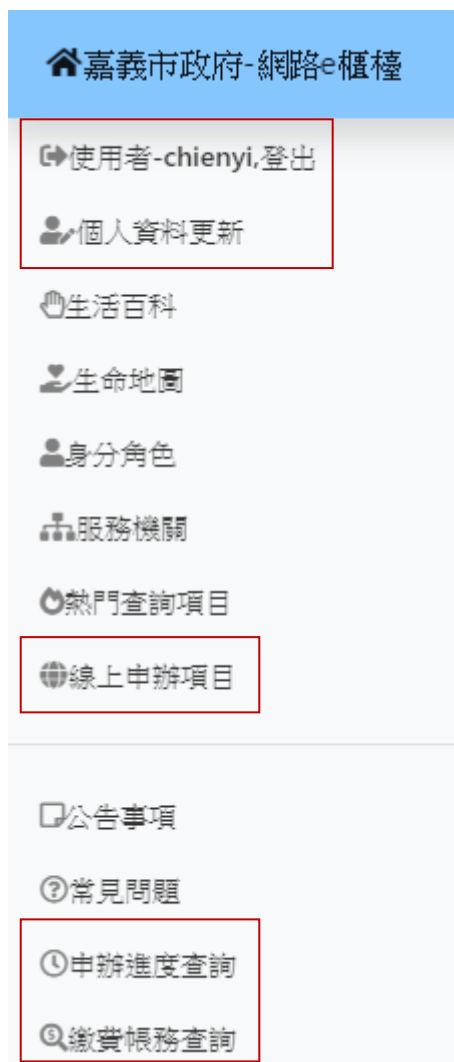 嘉義市政府-網路e櫃檯
使用者-chienyi,登出
個人資料更新
生活百科
生命地圖
身分角色
服務機關
熱門查詢項目
線上申辦項目
公告事項
常見問題
申辦進度查詢
繳費帳務查詢